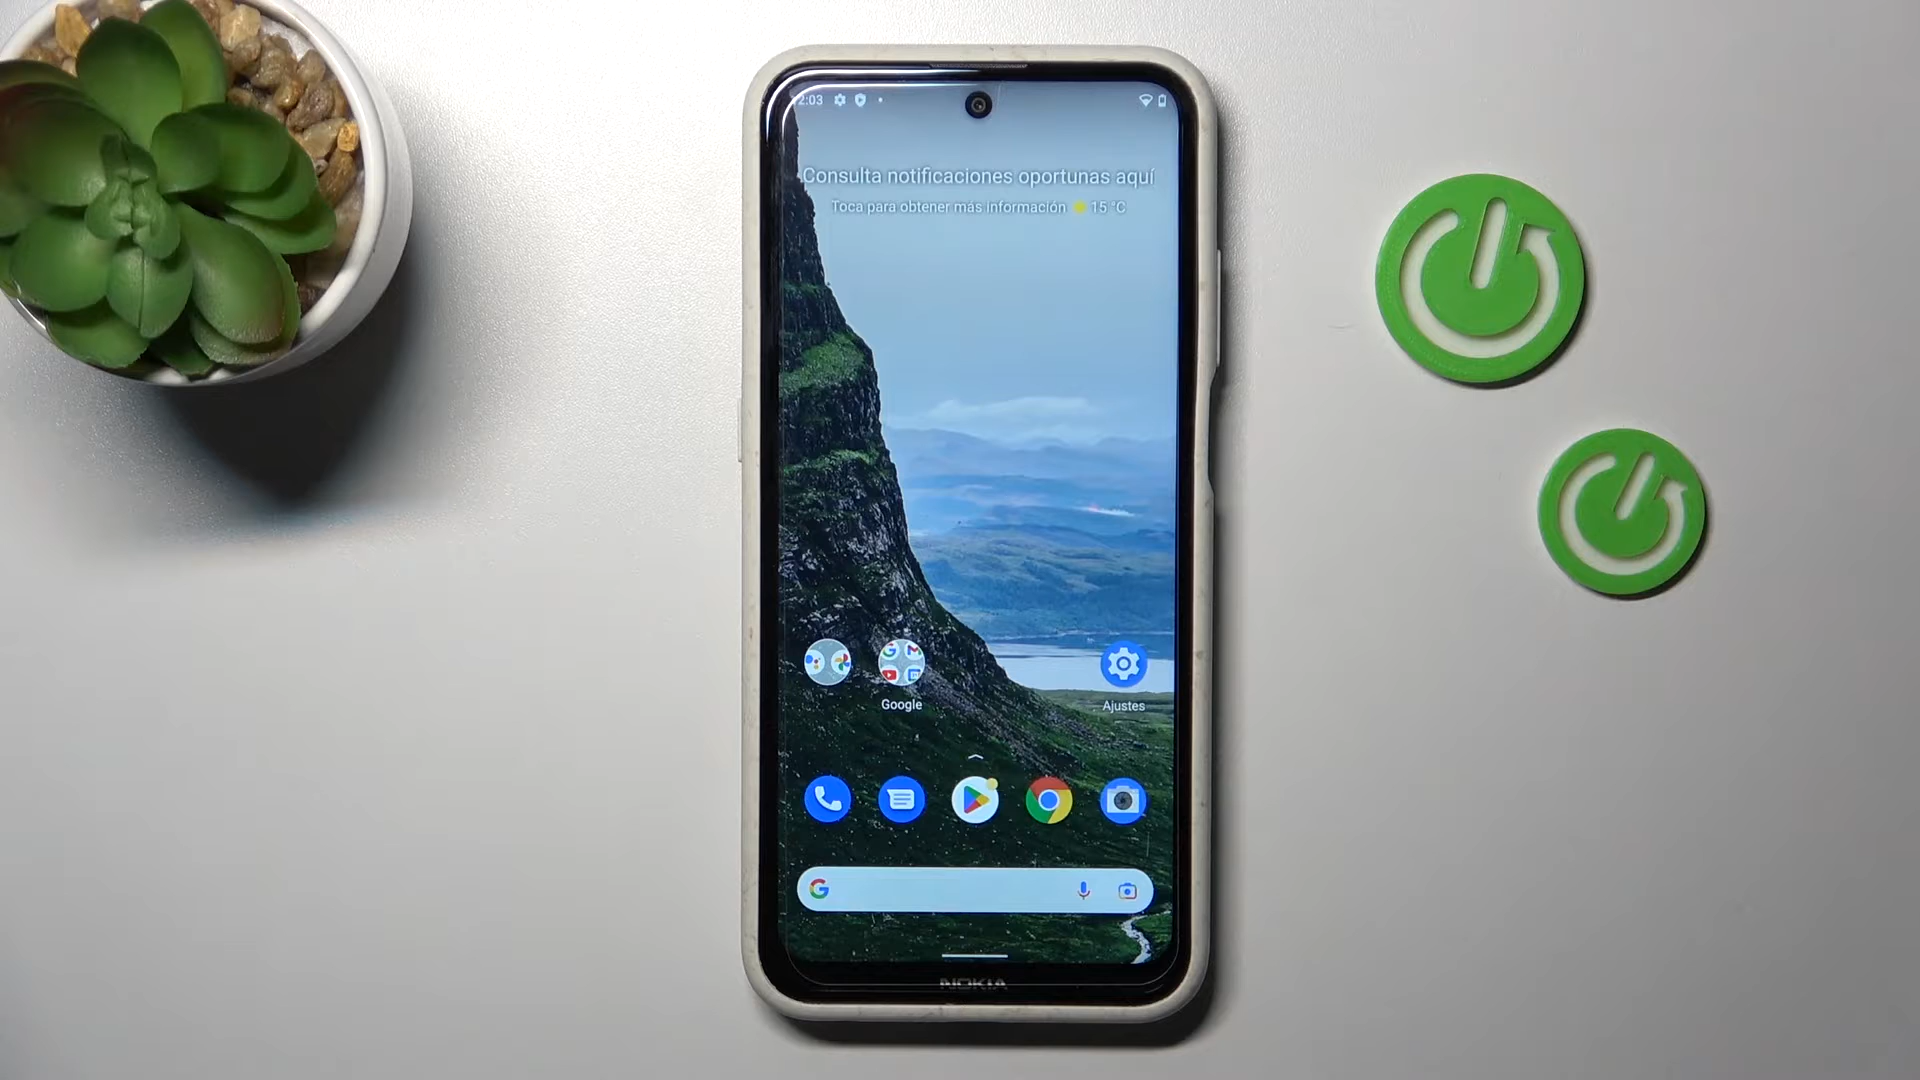 2:03
Consulta notificaciones oportunas aquí
Toca para obtener más información 15 °C
Google
Ajustes
NOKIA